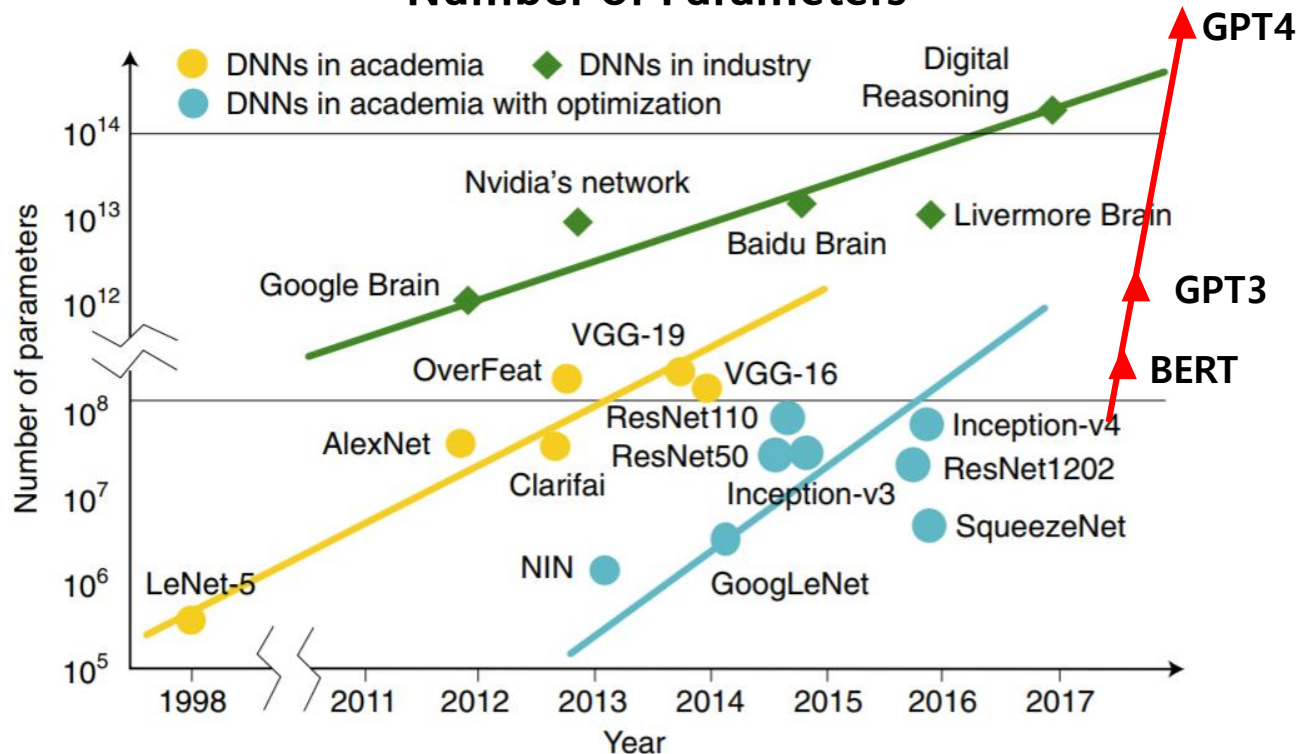 Number of Parameters
GPT4
DNNs in academia
DNNs in industry
DNNs in academia with optimization
Digital
Reasoning
10^14
Nvidia's network
10^13
Livermore Brain
Baidu Brain
Google Brain
10^12
GPT3
VGG-19
OverFeat
VGG-16
BERT
10^8
ResNet110
Inception-v4
AlexNet
ResNet50
ResNet1202
Clarifai
Inception-v3
10^7
SqueezeNet
NIN
GoogLeNet
10^6
LeNet-5
10^5
Number of parameters
1998 2011 2012 2013 2014 2015 2016 2017
Year